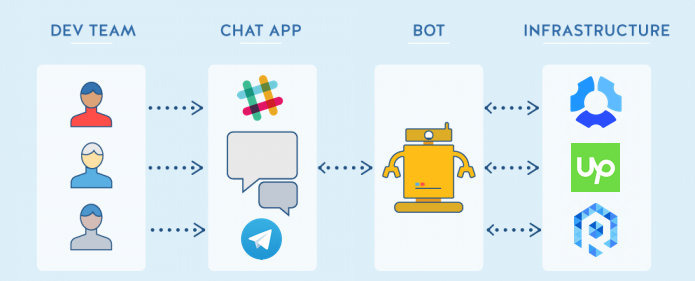 DEV TEAM
CHAT APP
BOT
INFRASTRUCTURE
up